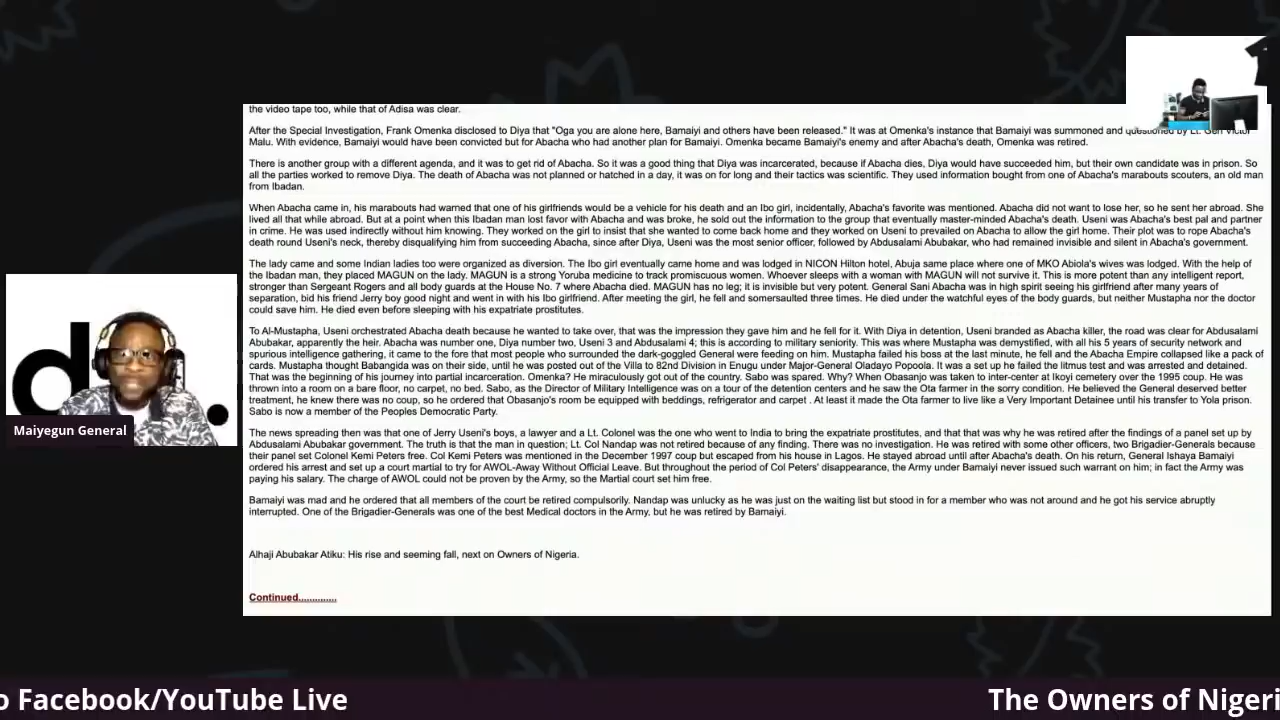 the video tape too, while that of Adisa was clear.
After the Special Investigation, Frank Omenka disclosed to Diya that "Oga you are alone here, Bamaiyi and others have been released." It was at Omenka's instance that Bamaiyi was summoned and questioned by Lt. Gen Victor
Malu. With evidence, Bamaiyi would have been convicted but for Abacha who had another plan for Bamaiyi. Omenka became Bamaiyi's enemy and after Abacha's death, Omenka was retired.
There is another group with a different agenda, and it was to get rid of Abacha. So it was a good thing that Diya was incarcerated, because if Abacha dies, Diya would have succeeded him, but their own candidate was in prison. So
all the parties worked to remove Diya. The death of Abacha was not planned or hatched in a day, it was on for long and their tactics was scientific. They used information bought from one of Abacha's marabouts scouters, an old man
from Ibadan.
When Abacha came in, his marabouts had warned that one of his girlfriends would be a vehicle for his death and an Ibo girl, incidentally, Abacha's favorite was mentioned. Abacha did not want to lose her, so he sent her abroad. She
lived all that while abroad. But at a point when this Ibadan man lost favor with Abacha and was broke, he sold out the information to the group that eventually master-minded Abacha's death. Useni was Abacha's best pal and partner
in crime. He was used indirectly without him knowing. They worked on the girl to insist that she wanted to come back home and they worked on Useni to prevailed on Abacha to allow the girl home. Their plot was to rope Abacha's
death round Useni's neck, thereby disqualifying him from succeeding Abacha, since after Diya, Useni was the most senior officer, followed by Abdusalami Abubakar, who had remained invisible and silent in Abacha's government.
The lady came and some Indian ladies too were organized as diversion. The Ibo girl eventually came home and was lodged in NICON Hilton hotel, Abuja same place where one of MKO Abiola's wives was lodged. With the help of
the Ibadan man, they placed MAGUN on the lady. MAGUN is a strong Yoruba medicine to track promiscuous women. Whoever sleeps with a woman with MAGUN will not survive it. This is more potent than any intelligent report,
stronger than Sergeant Rogers and all body guards at the House No. 7 where Abacha died. MAGUN has no leg; it is invisible but very potent. General Sani Abacha was in high spirit seeing his girlfriend after many years of
separation, bid his friend Jerry boy good night and went in with his Ibo girlfriend. After meeting the girl, he fell and somersaulted three times. He died under the watchful eyes of the body guards, but neither Mustapha nor the doctor
could save him. He died even before sleeping with his expatriate prostitutes.
To Al-Mustapha, Useni orchestrated Abacha death because he wanted to take over, that was the impression they gave him and he fell for it. With Diya in detention, Useni branded as Abacha killer, the road was clear for Abdusalami
Abubakar, apparently the heir. Abacha was number one, Diya number two, Useni 3 and Abdusalami 4; this is according to military seniority. This was where Mustapha was demystified, with all his 5 years of security network and
spurious intelligence gathering, it came to the fore that most people who surrounded the dark-goggled General were feeding on him. Mustapha failed his boss at the last minute, he fell and the Abacha Empire collapsed like a pack of
cards. Mustapha thought Babangida was on their side, until he was posted out of the Villa to 82nd Division in Enugu under Major-General Oladayo Popoola. It was a set up he failed the litmus test and was arrested and detained.
That was the beginning of his journey into partial incarceration. Omenka? He miraculously got out of the country. Sabo was spared. Why? When Obasanjo was taken to inter-center at Ikoyi cemetery over the 1995 coup. He was
thrown into a room on a bare floor, no carpet, no bed. Sabo, as the Director of Military Intelligence was on a tour of the detention centers and he saw the Ota farmer in the sorry condition. He believed the General deserved better
treatment, he knew there was no coup, so he ordered that Obasanjo's room be equipped with beddings, refrigerator and carpet . At least it made the Ota farmer to live like a Very Important Detainee until his transfer to Yola prison.
Sabo is now a member of the Peoples Democratic Party.
The news spreading then was that one of Jerry Useni's boys, a lawyer and a Lt. Colonel was the one who went to India to bring the expatriate prostitutes, and that that was why he was retired after the findings of a panel set up by
Abdusalami Abubakar government. The truth is that the man in question; Lt. Col Nandap was not retired because of any finding. There was no investigation. He was retired with some other officers, two Brigadier-Generals because
their panel set Colonel Kemi Peters free. Col Kemi Peters was mentioned in the December 1997 coup but escaped from his house in Lagos. He stayed abroad until after Abacha's death. On his return, General Ishaya Bamaiyi
ordered his arrest and set up a court martial to try for AWOL-Away Without Official Leave. But throughout the period of Col Peters' disappearance, the Army under Bamaiyi never issued such warrant on him; in fact the Army was
paying his salary. The charge of AWOL could not be proven by the Army, so the Martial court set him free.
Bamaiyi was mad and he ordered that all members of the court be retired compulsorily. Nandap was unlucky as he was just on the waiting list but stood in for a member who was not around and he got his service abruptly
interrupted. One of the Brigadier-Generals was one of the best Medical doctors in the Army, but he was retired by Bamaiyi.
Alhaji Abubakar Atiku: His rise and seeming fall, next on Owners of Nigeria.
Continued..............
d.
Maiyegun General
o Facebook/YouTube Live
The Owners of Nigeri